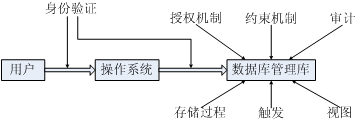 身份验证
授权机制
约束机制
审计
用户
操作系统
数据库管理库
存储过程
触发
视图